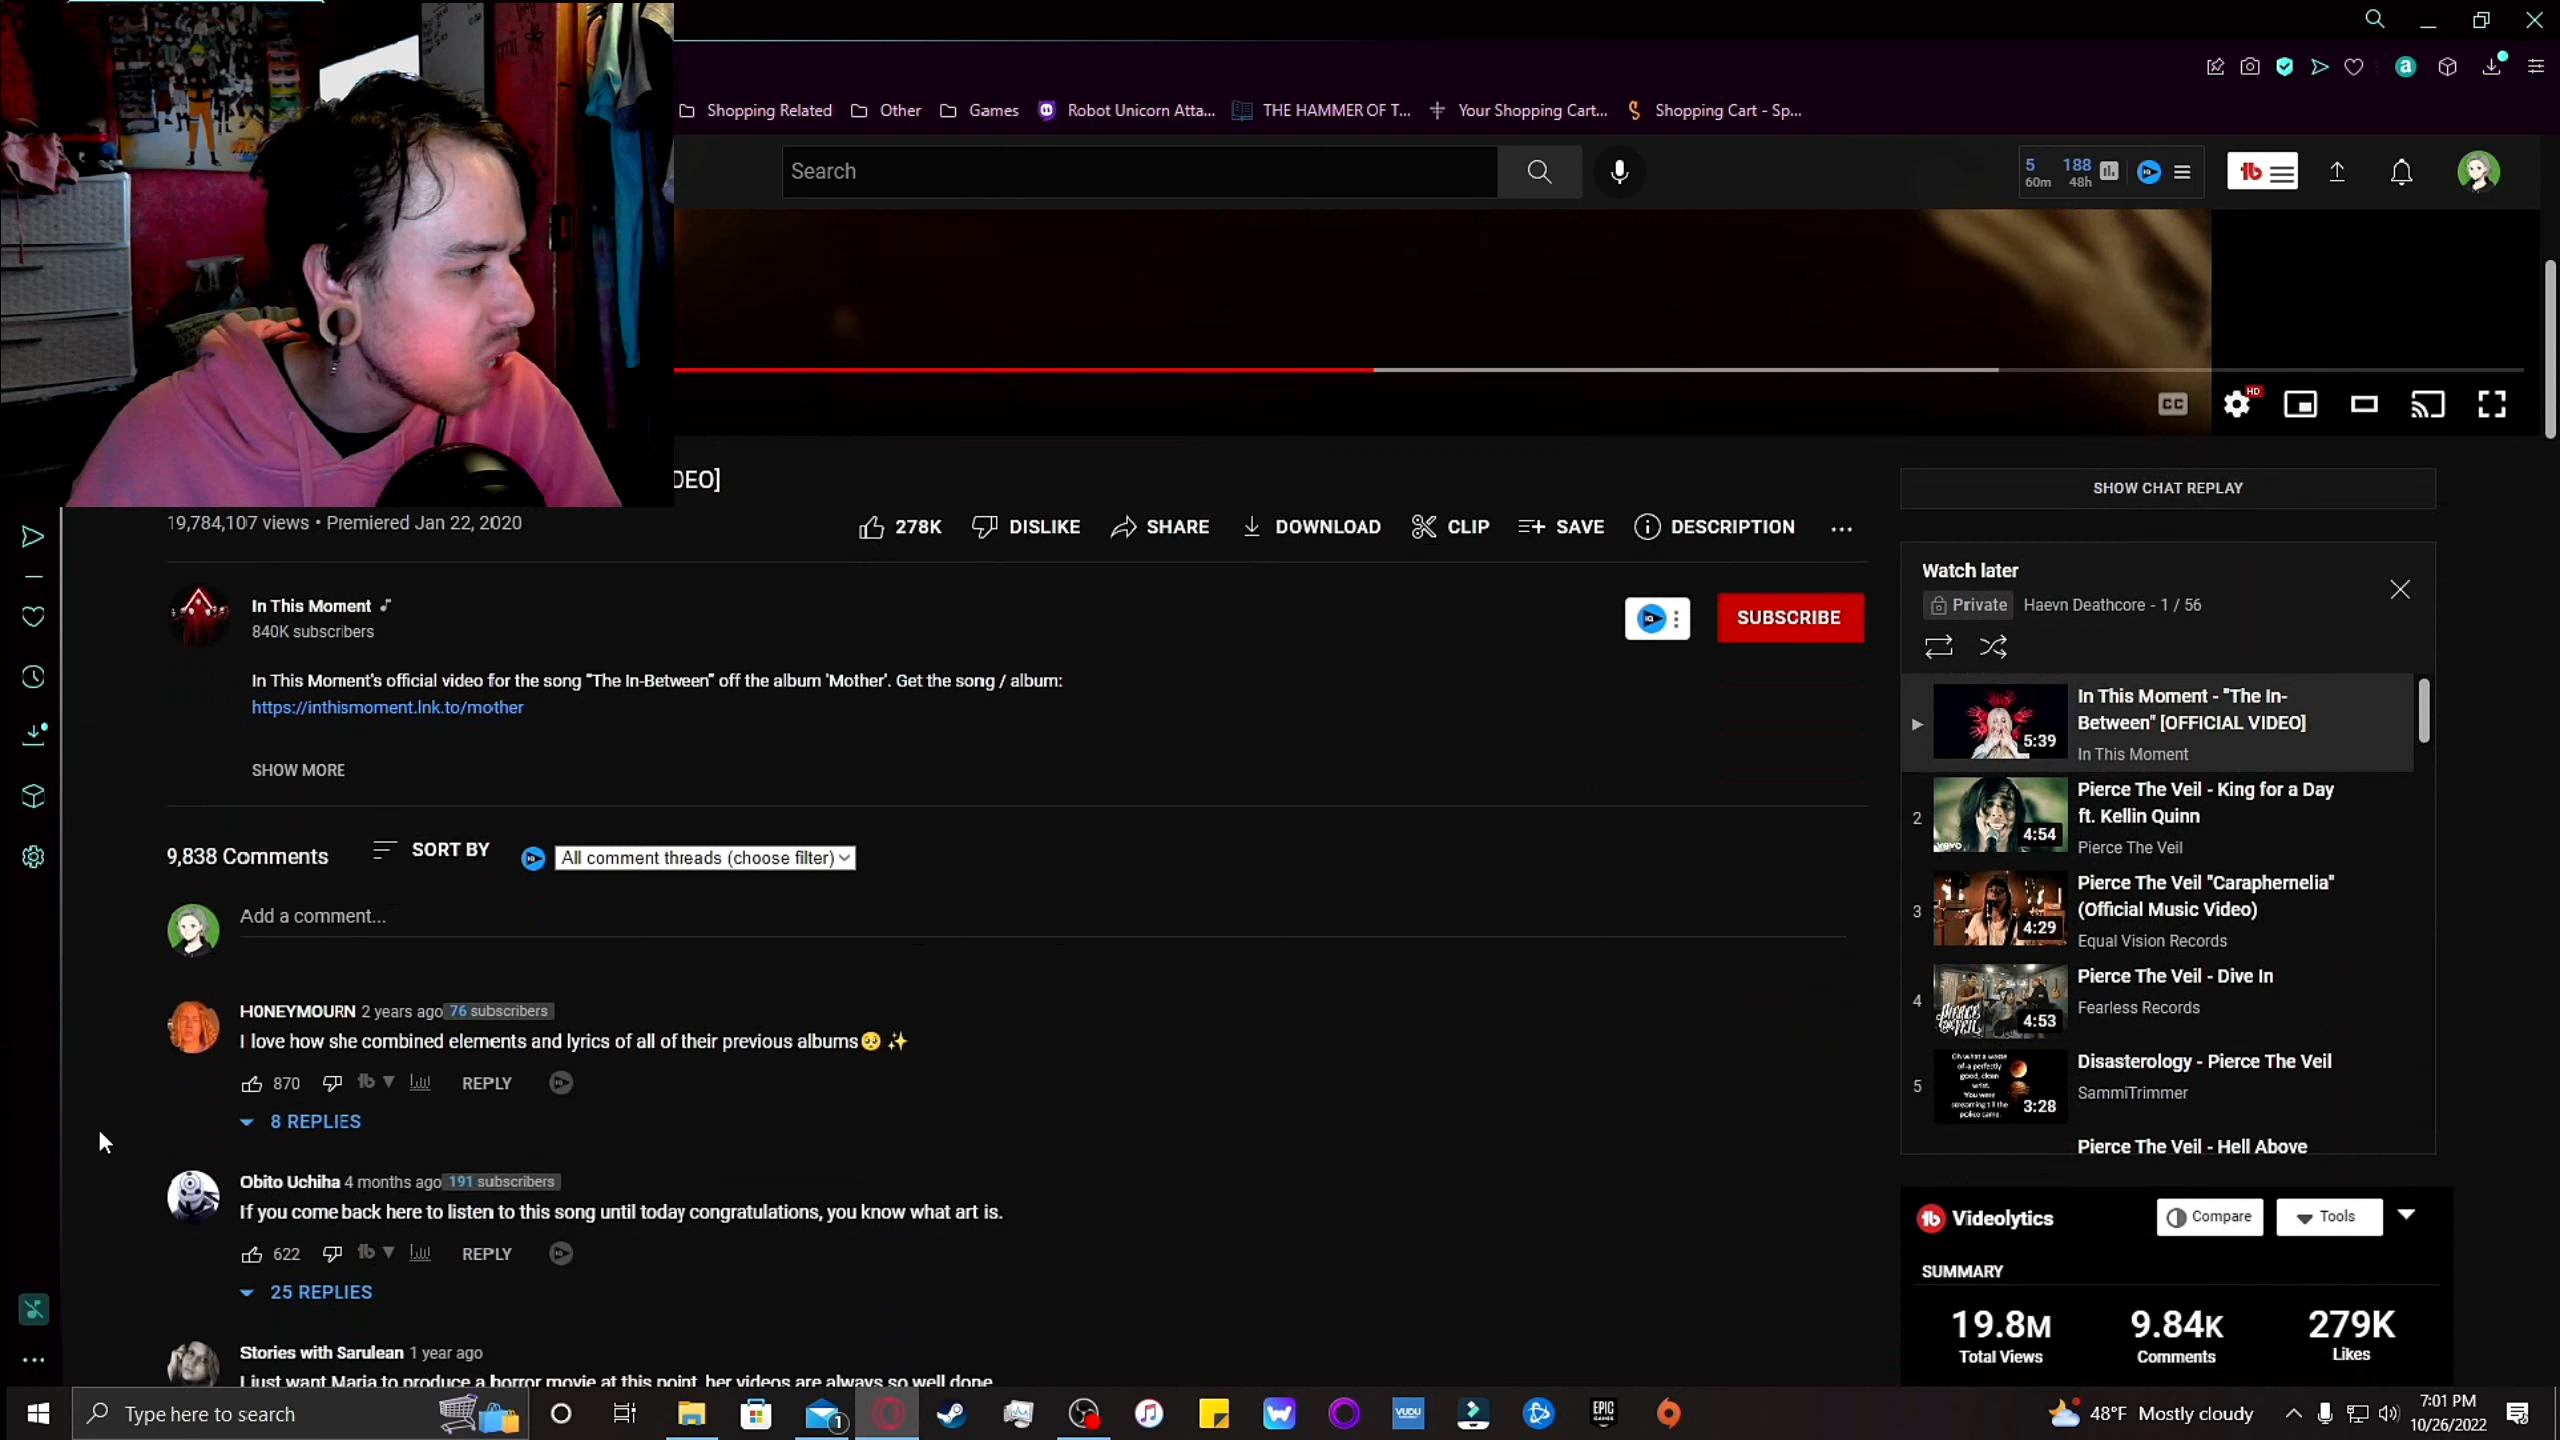 Shopping Related
Other
Games
Robot Unicorn Atta...
THE HAMMER OF T...
Your Shopping Cart...
Shopping Cart - Sp...
Search
5
60m
188
48h
HD
CC
DEO]
19,784,107 views • Premiered Jan 22, 2020
278K
DISLIKE
SHARE
DOWNLOAD
CLIP
SAVE
DESCRIPTION
...
SHOW CHAT REPLAY
In This Moment
840K subscribers
SUBSCRIBE
In This Moment's official video for the song "The In-Between" off the album 'Mother'. Get the song / album:
https://inthismoment.lnk.to/mother
SHOW MORE
9,838 Comments
SORT BY
All comment threads (choose filter)
Add a comment...
H0NEYMOURN 2 years ago 76 subscribers
I love how she combined elements and lyrics of all of their previous albums🥺 ✨
870
REPLY
8 REPLIES
Obito Uchiha 4 months ago 191 subscribers
If you come back here to listen to this song until today congratulations, you know what art is.
622
REPLY
25 REPLIES
Stories with Sarulean 1 year ago
I just want Maria to produce a horror movie at this point, her videos are always so well done
Watch later
Private
Haevn Deathcore - 1 / 56
5:39
In This Moment - "The In-
Between" [OFFICIAL VIDEO]
In This Moment
2
4:54
Pierce The Veil - King for a Day
ft. Kellin Quinn
Pierce The Veil
3
4:29
Pierce The Veil "Caraphernelia"
(Official Music Video)
Equal Vision Records
4
4:53
Pierce The Veil - Dive In
Fearless Records
5
3:28
Disasterology - Pierce The Veil
SammiTrimmer
Pierce The Veil - Hell Above
Videolytics
Compare
Tools
SUMMARY
19.8M
Total Views
9.84K
Comments
279K
Likes
Type here to search
1
VUDU
EPIC
GAMES
48°F Mostly cloudy
7:01 PM
10/26/2022